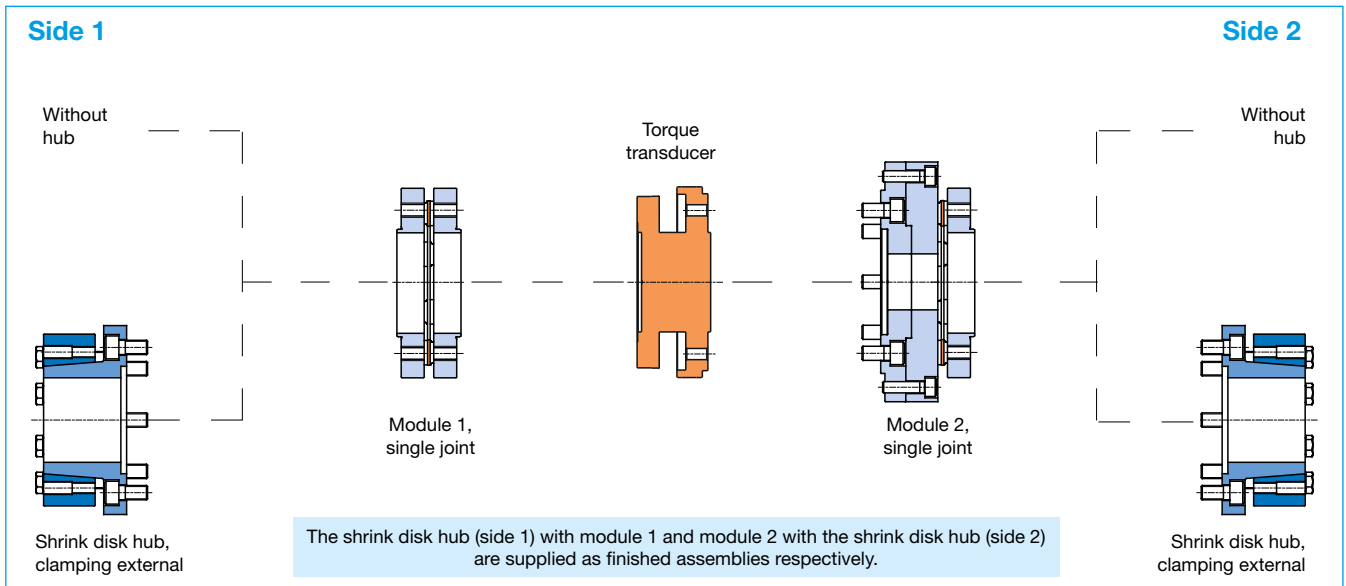 Side 1
Side 2
Without
hub
Without
hub
Torque
transducer
Module 1,
single joint
Module 2,
single joint
Shrink disk hub,
clamping external
The shrink disk hub (side 1) with module 1 and module 2 with the shrink disk hub (side 2)
are supplied as finished assemblies respectively.
Shrink disk hub,
clamping external